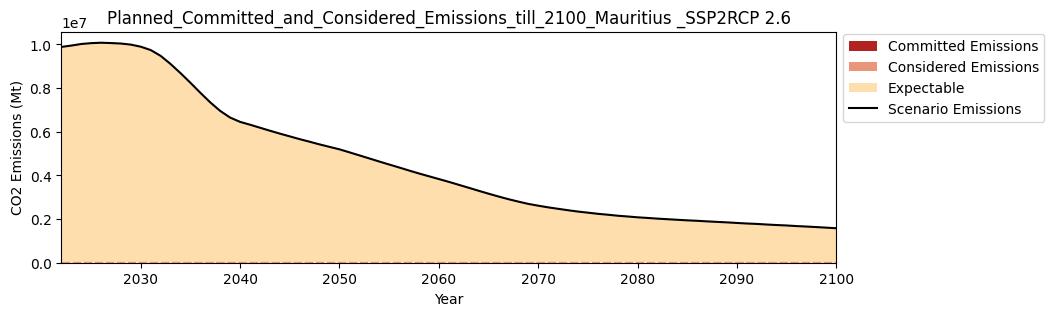 Planned_Committed_and_Considered_Emissions_till_2100_Mauritius _SSP2RCP 2.6
1e7
1.0
0.8
0.6
0.4
0.2
0.0
CO2 Emissions (Mt)
2030 2040 2050 2060 2070 2080 2090 2100
Year
Committed Emissions
Considered Emissions
Expectable
Scenario Emissions